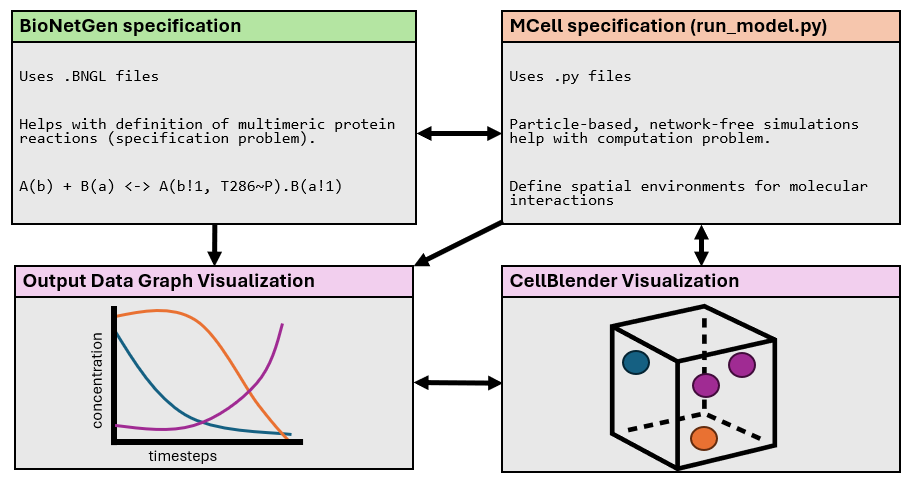 BioNetGen specification
Uses .BNGL files
Helps with definition of multimeric protein
reactions (specification problem).
A(b) + B(a) <-> A(b!1, T286~P).B(a!1)
MCell specification (run_model.py)
Uses .py files
Particle-based, network-free simulations
help with computation problem.
Define spatial environments for molecular
interactions
Output Data Graph Visualization
concentration
timesteps
CellBlender Visualization